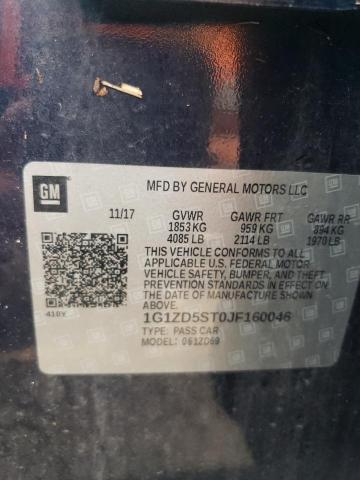 GM
MFD BY GENERAL MOTORS LLC
11/17 GVWR GAWR FRT GAWR RR
1853 KG 959 KG 894 KG
4085 LB 2114 LB 1970 LB
THIS VEHICLE CONFORMS TO ALL
APPLICABLE U.S. FEDERAL MOTOR
VEHICLE SAFETY, BUMPER, AND THEFT
PREVENTION STANDARDS IN EFFECT ON
THE DATE OF MANUFACTURE SHOWN
ABOVE.
410Y
1G1ZD5ST0JF160046
TYPE: PASS CAR
MODEL: 061ZD69